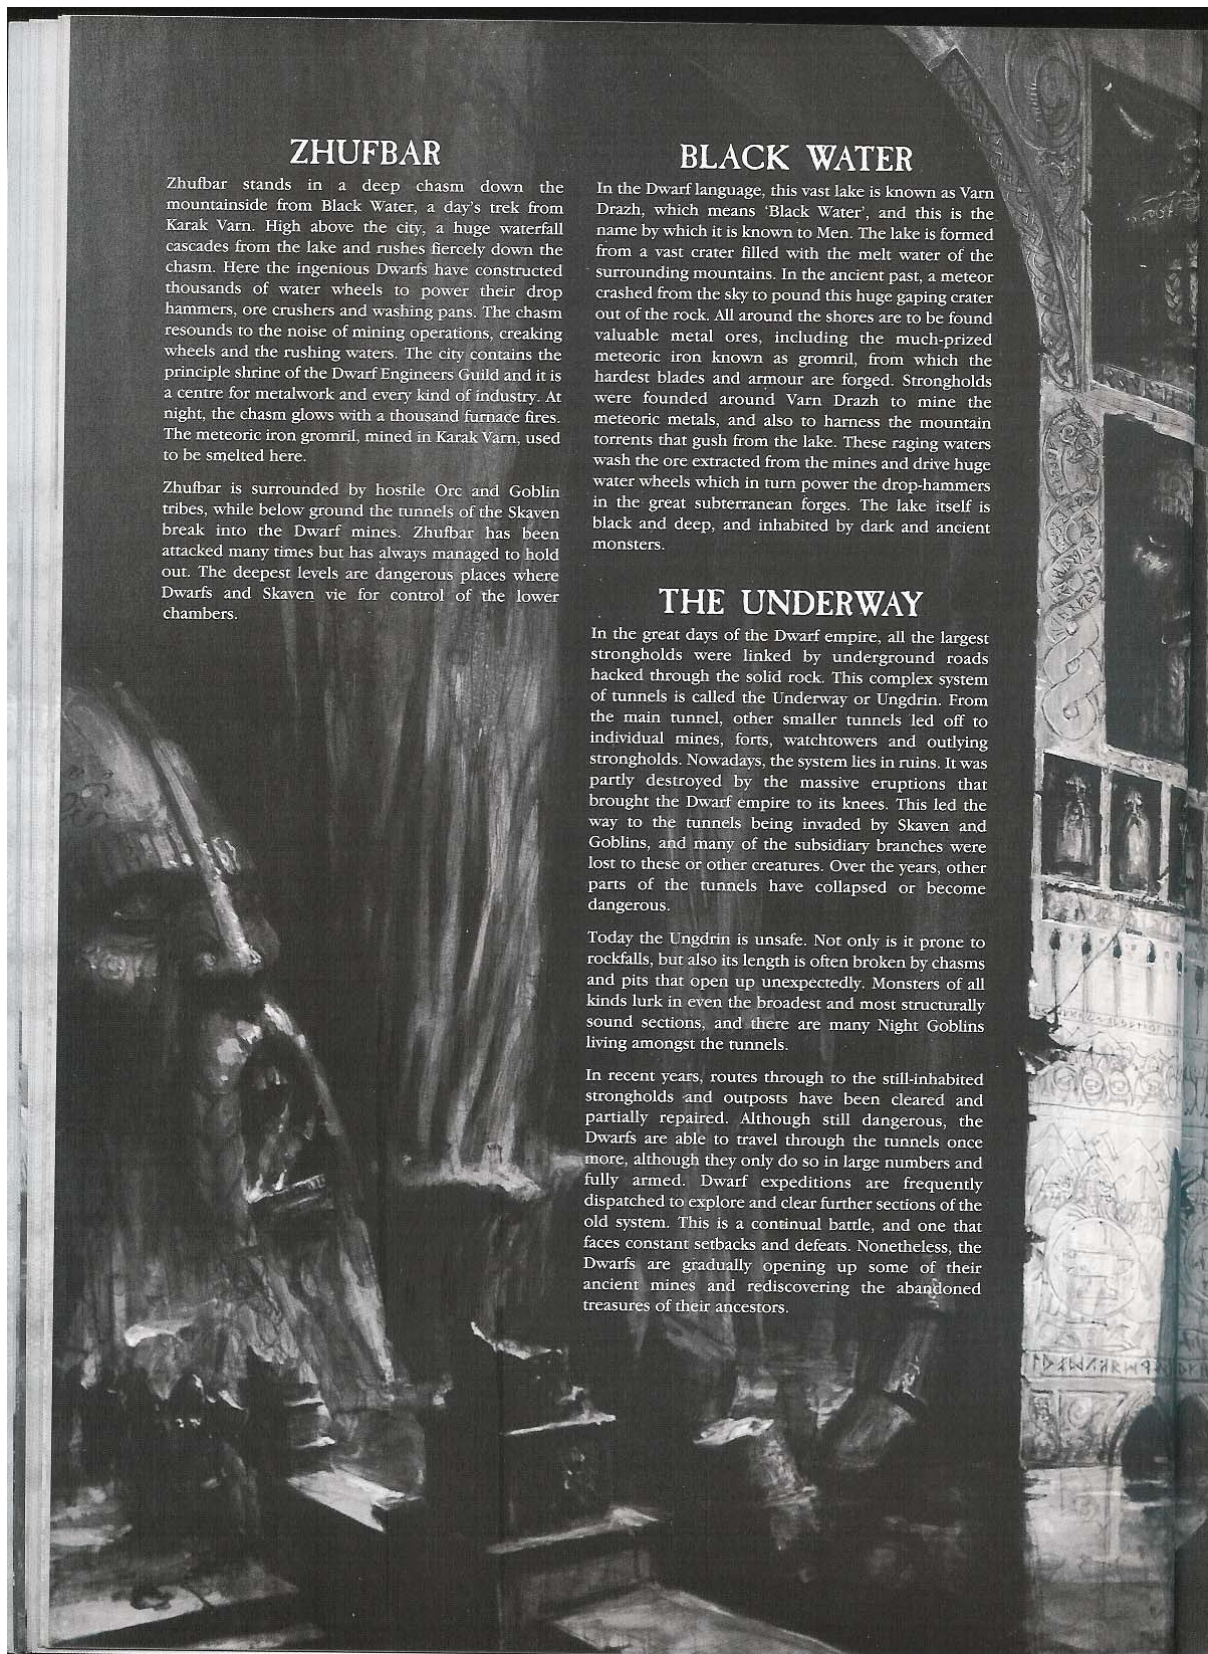 ZHUFBAR
Zhufbar stands in a deep chasm down the
mountainside from Black Water, a day's trek from
Karak Varn. High above the city, a huge waterfall
cascades from the lake and rushes fiercely down the
chasm. Here the ingenious Dwarfs have constructed
thousands of water wheels to power their drop
hammers, ore crushers and washing pans. The chasm
resounds to the noise of mining operations, creaking
wheels and the rushing waters. The city contains the
principle shrine of the Dwarf Engineers Guild and it is
a centre for metalwork and every kind of industry. At
night, the chasm glows with a thousand furnace fires.
The meteoric iron gromril, mined in Karak Varn, used
to be smelted here.
Zhufbar is surrounded by hostile Orc and Goblin
tribes, while below ground the tunnels of the Skaven
break into the Dwarf mines. Zhufbar has been
attacked many times but has always managed to hold
out. The deepest levels are dangerous places where
Dwarfs and Skaven vie for control of the lower
chambers.
BLACK WATER
In the Dwarf language, this vast lake is known as Varn
Drazh, which means 'Black Water', and this is the
name by which it is known to Men. The lake is formed
from a vast crater filled with the melt water of the
surrounding mountains. In the ancient past, a meteor
crashed from the sky to pound this huge gaping crater
out of the rock. All around the shores are to be found
valuable metal ores, including the much-prized
meteoric iron known as gromril, from which the
hardest blades and armour are forged. Strongholds
were founded around Varn Drazh to mine the
meteoric metals, and also to harness the mountain
torrents that gush from the lake. These raging waters
wash the ore extracted from the mines and drive huge
water wheels which in turn power the drop-hammers
in the great subterranean forges. The lake itself is
black and deep, and inhabited by dark and ancient
monsters.
THE UNDERWAY
In the great days of the Dwarf empire, all the largest
strongholds were linked by underground roads
hacked through the solid rock. This complex system
of tunnels is called the Underway or Ungdrin. From
the main tunnel, other smaller tunnels led off to
individual mines, forts, watchtowers and outlying
strongholds. Nowadays, the system lies in ruins. It was
partly destroyed by the massive eruptions that
brought the Dwarf empire to its knees. This led the
way to the tunnels being invaded by Skaven and
Goblins, and many of the subsidiary branches were
lost to these or other creatures. Over the years, other
parts of the tunnels have collapsed or become
dangerous.
Today the Ungdrin is unsafe. Not only is it prone to
rockfalls, but also its length is often broken by chasms
and pits that open up unexpectedly. Monsters of all
kinds lurk in even the broadest and most structurally
sound sections, and there are many Night Goblins
living amongst the tunnels.
In recent years, routes through to the still-inhabited
strongholds and outposts have been cleared and
partially repaired. Although still dangerous, the
Dwarfs are able to travel through the tunnels once
more, although they only do so in large numbers and
fully armed. Dwarf expeditions are frequently
dispatched to explore and clear further sections of the
old system. This is a continual battle, and one that
faces constant setbacks and defeats. Nonetheless, the
Dwarfs are gradually opening up some of their
ancient mines and rediscovering the abandoned
treasures of their ancestors.